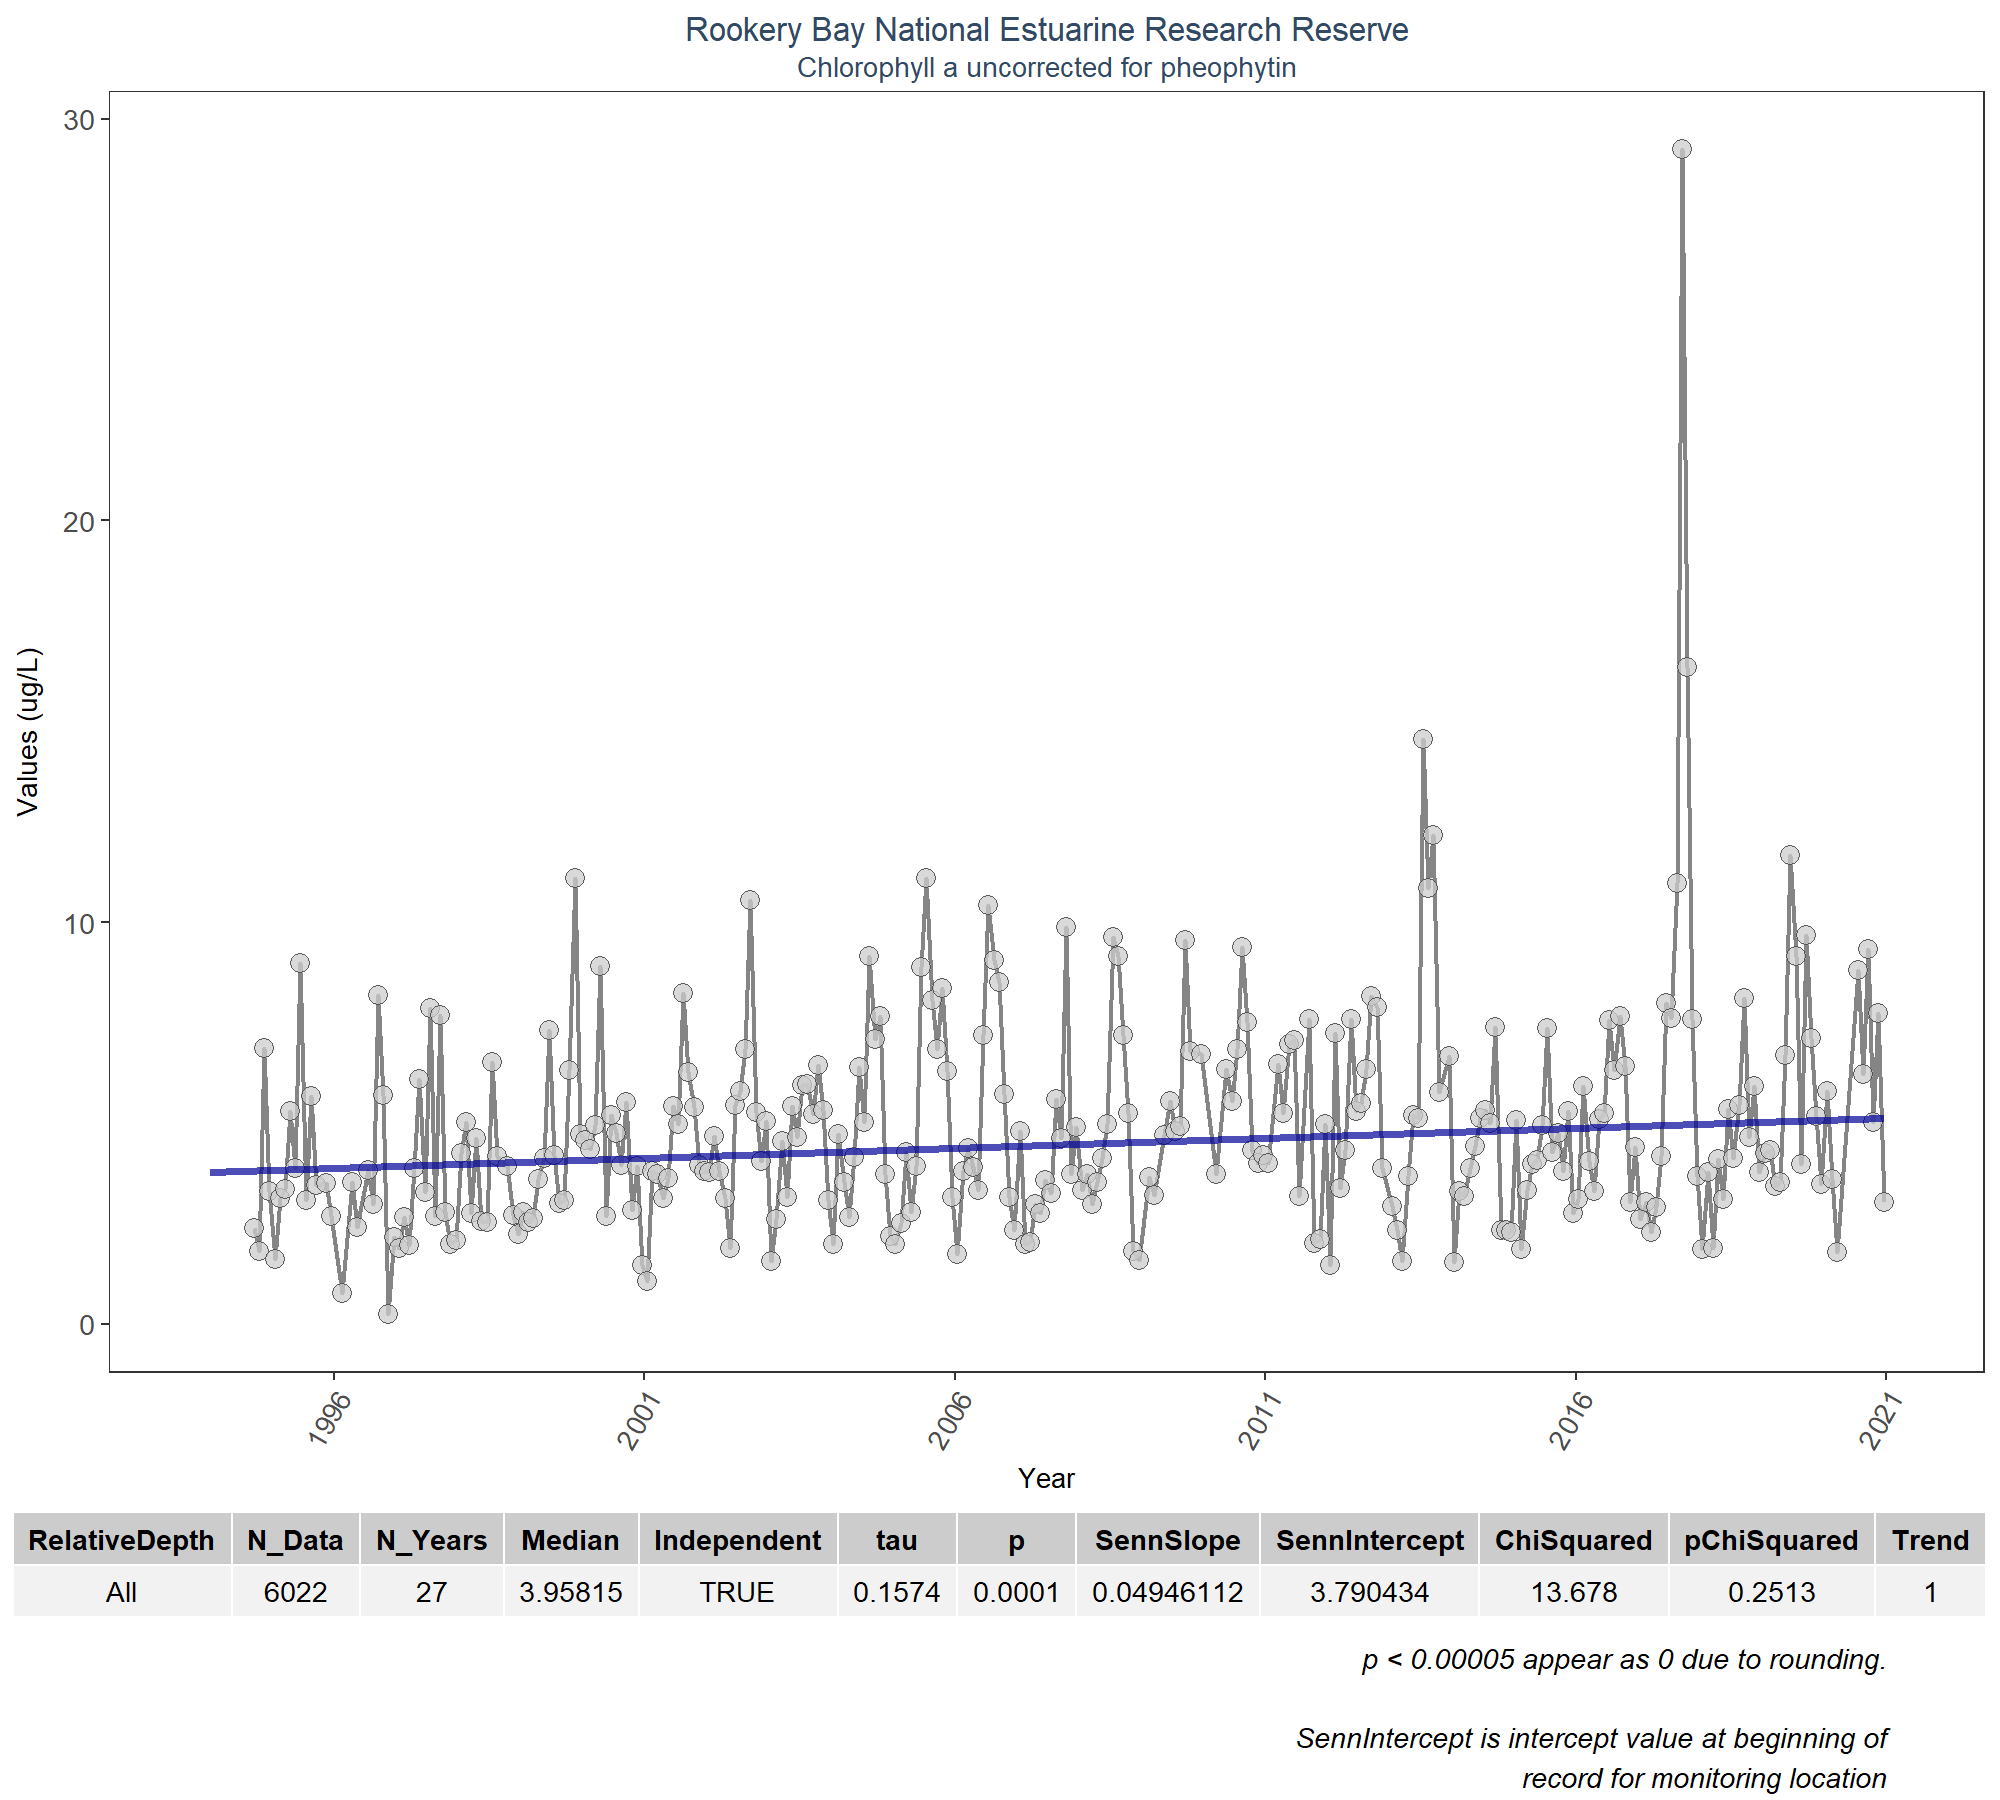 Rookery Bay National Estuarine Research Reserve
Chlorophyll a uncorrected for pheophytin
Values (ug/L)
30
20
10
0
1996 2001 2006 2011 2016 2021
Year
RelativeDepth N_Data N_Years Median Independent tau p SennSlope SennIntercept ChiSquared pChiSquared Trend
All 6022 27 3.95815 TRUE 0.1574 0.0001 0.04946112 3.790434 13.678 0.2513 1
p < 0.00005 appear as 0 due to rounding.
SennIntercept is intercept value at beginning of
record for monitoring location